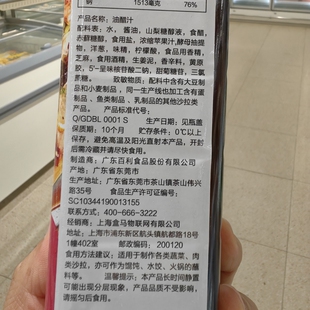 钠 1513毫克 76%
产品名称：油醋汁
配料表：水，酱油，山梨糖醇液，食醋，
赤藓糖醇，食用盐，浓缩苹果汁，酵母抽提
物，洋葱，味精，柠檬酸，食品用香精，
芝麻，食用酒精，生姜泥，香辛料，黄原
胶，5'－呈味核苷酸二钠，甜菊糖苷，三氯
蔗糖。 致敏物质：配料中含有大豆制品
和小麦制品，同一生产线也加工含有蛋
制品、鱼类制品、乳制品的其他沙拉类
产品。 产品标准代号：
Q/GDBL 0001 S 生产日期：见瓶盖
保质期：10个月 贮存条件：0℃以上
保存，避免高温及阳光直射本产品，开封
后需冷藏并请尽快食用。
制造商：广东百利食品股份有限公司
产地：广东省东莞市
生产地址：广东省东莞市茶山镇茶山伟兴
路35号 食品生产许可证编号：
SC10344190013155
联系方式：400-666-3222
经销商：上海盒马物联网有限公司
地址：上海市浦东新区航头镇航都路18号
1幢402室 邮政编码：200120
食用方法建议：适用于制作各类蔬菜、肉
类沙拉，亦可作为馄饨、水饺、火锅的蘸
料等。 温馨提示：本产品长时间静置
可能出现分层现象，产品品质不受影响，
请摇匀后食用。